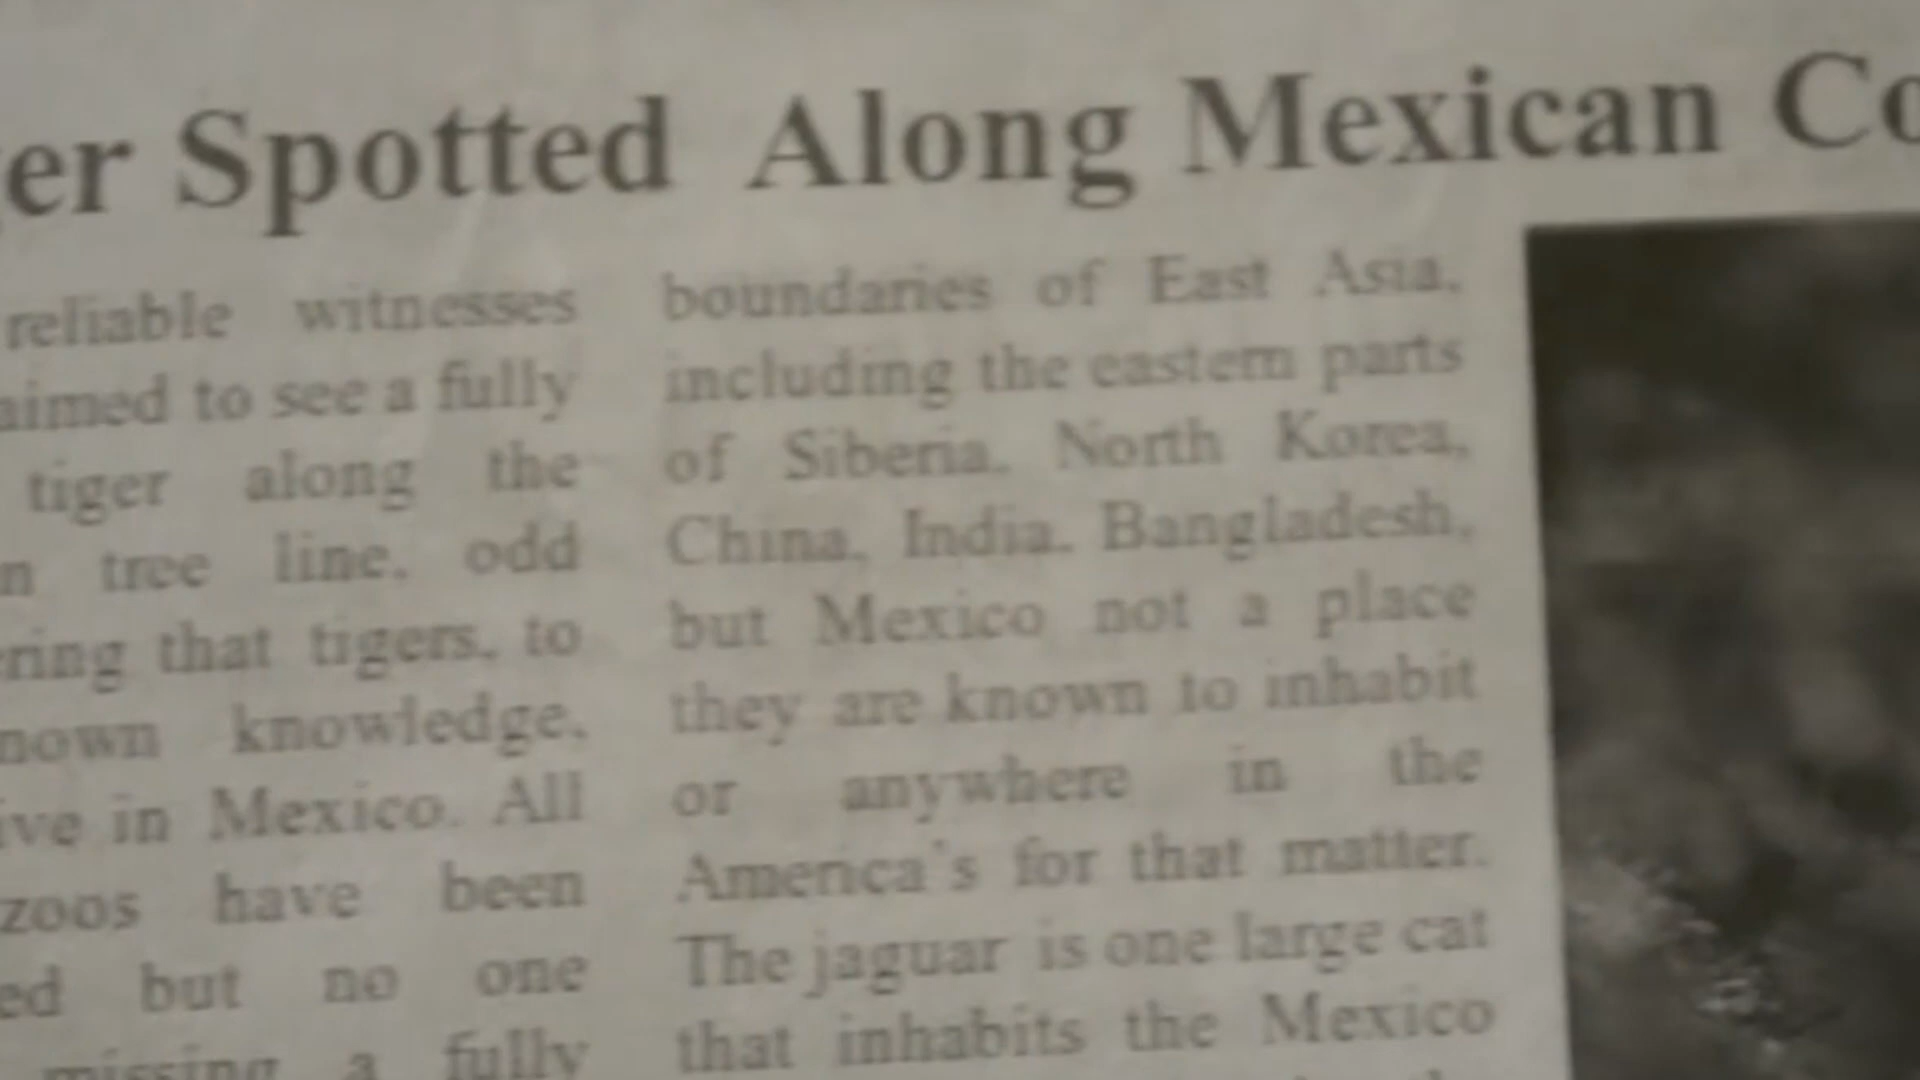 er Spotted Along Mexican Co
reliable witnesses
aimed to see a fully
tiger along the
n tree line, odd
ering that tigers, to
nown knowledge,
ive in Mexico. All
zoos have been
ed but no one
missing a fully
boundaries of East Asia,
including the eastern parts
of Siberia, North Korea,
China, India, Bangladesh,
but Mexico not a place
they are known to inhabit
or anywhere in the
America's for that matter.
The jaguar is one large cat
that inhabits the Mexico